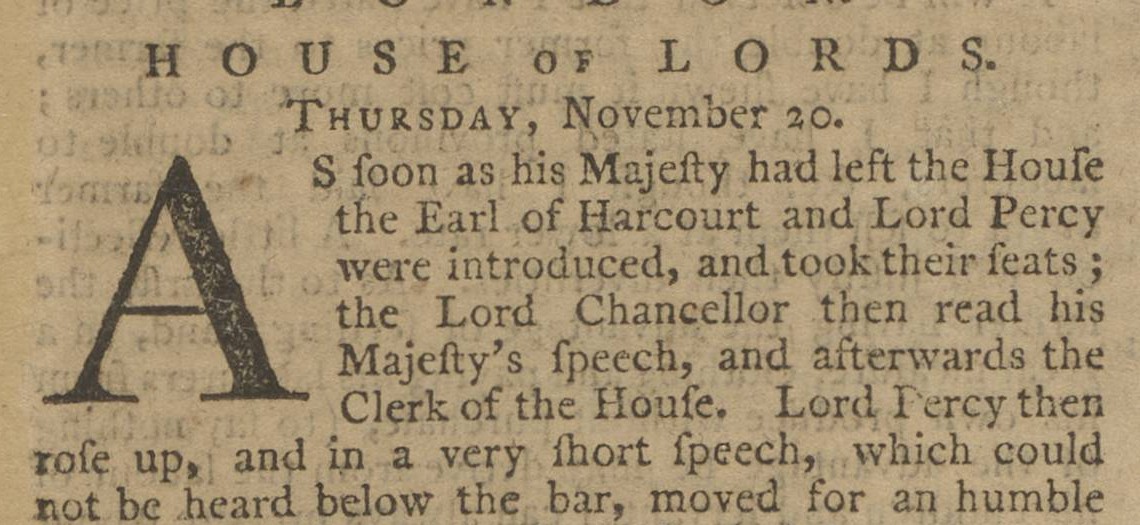 HOUSE OF LORDS.
THURSDAY, November 20.
AS ſoon as his Majeſty had left the Houſe
the Earl of Harcourt and Lord Percy
were introduced, and took their ſeats ;
the Lord Chancellor then read his
Majeſty's ſpeech, and afterwards the
Clerk of the Houſe. Lord Percy then
roſe up, and in a very ſhort ſpeech, which could
not be heard below the bar, moved for an humble